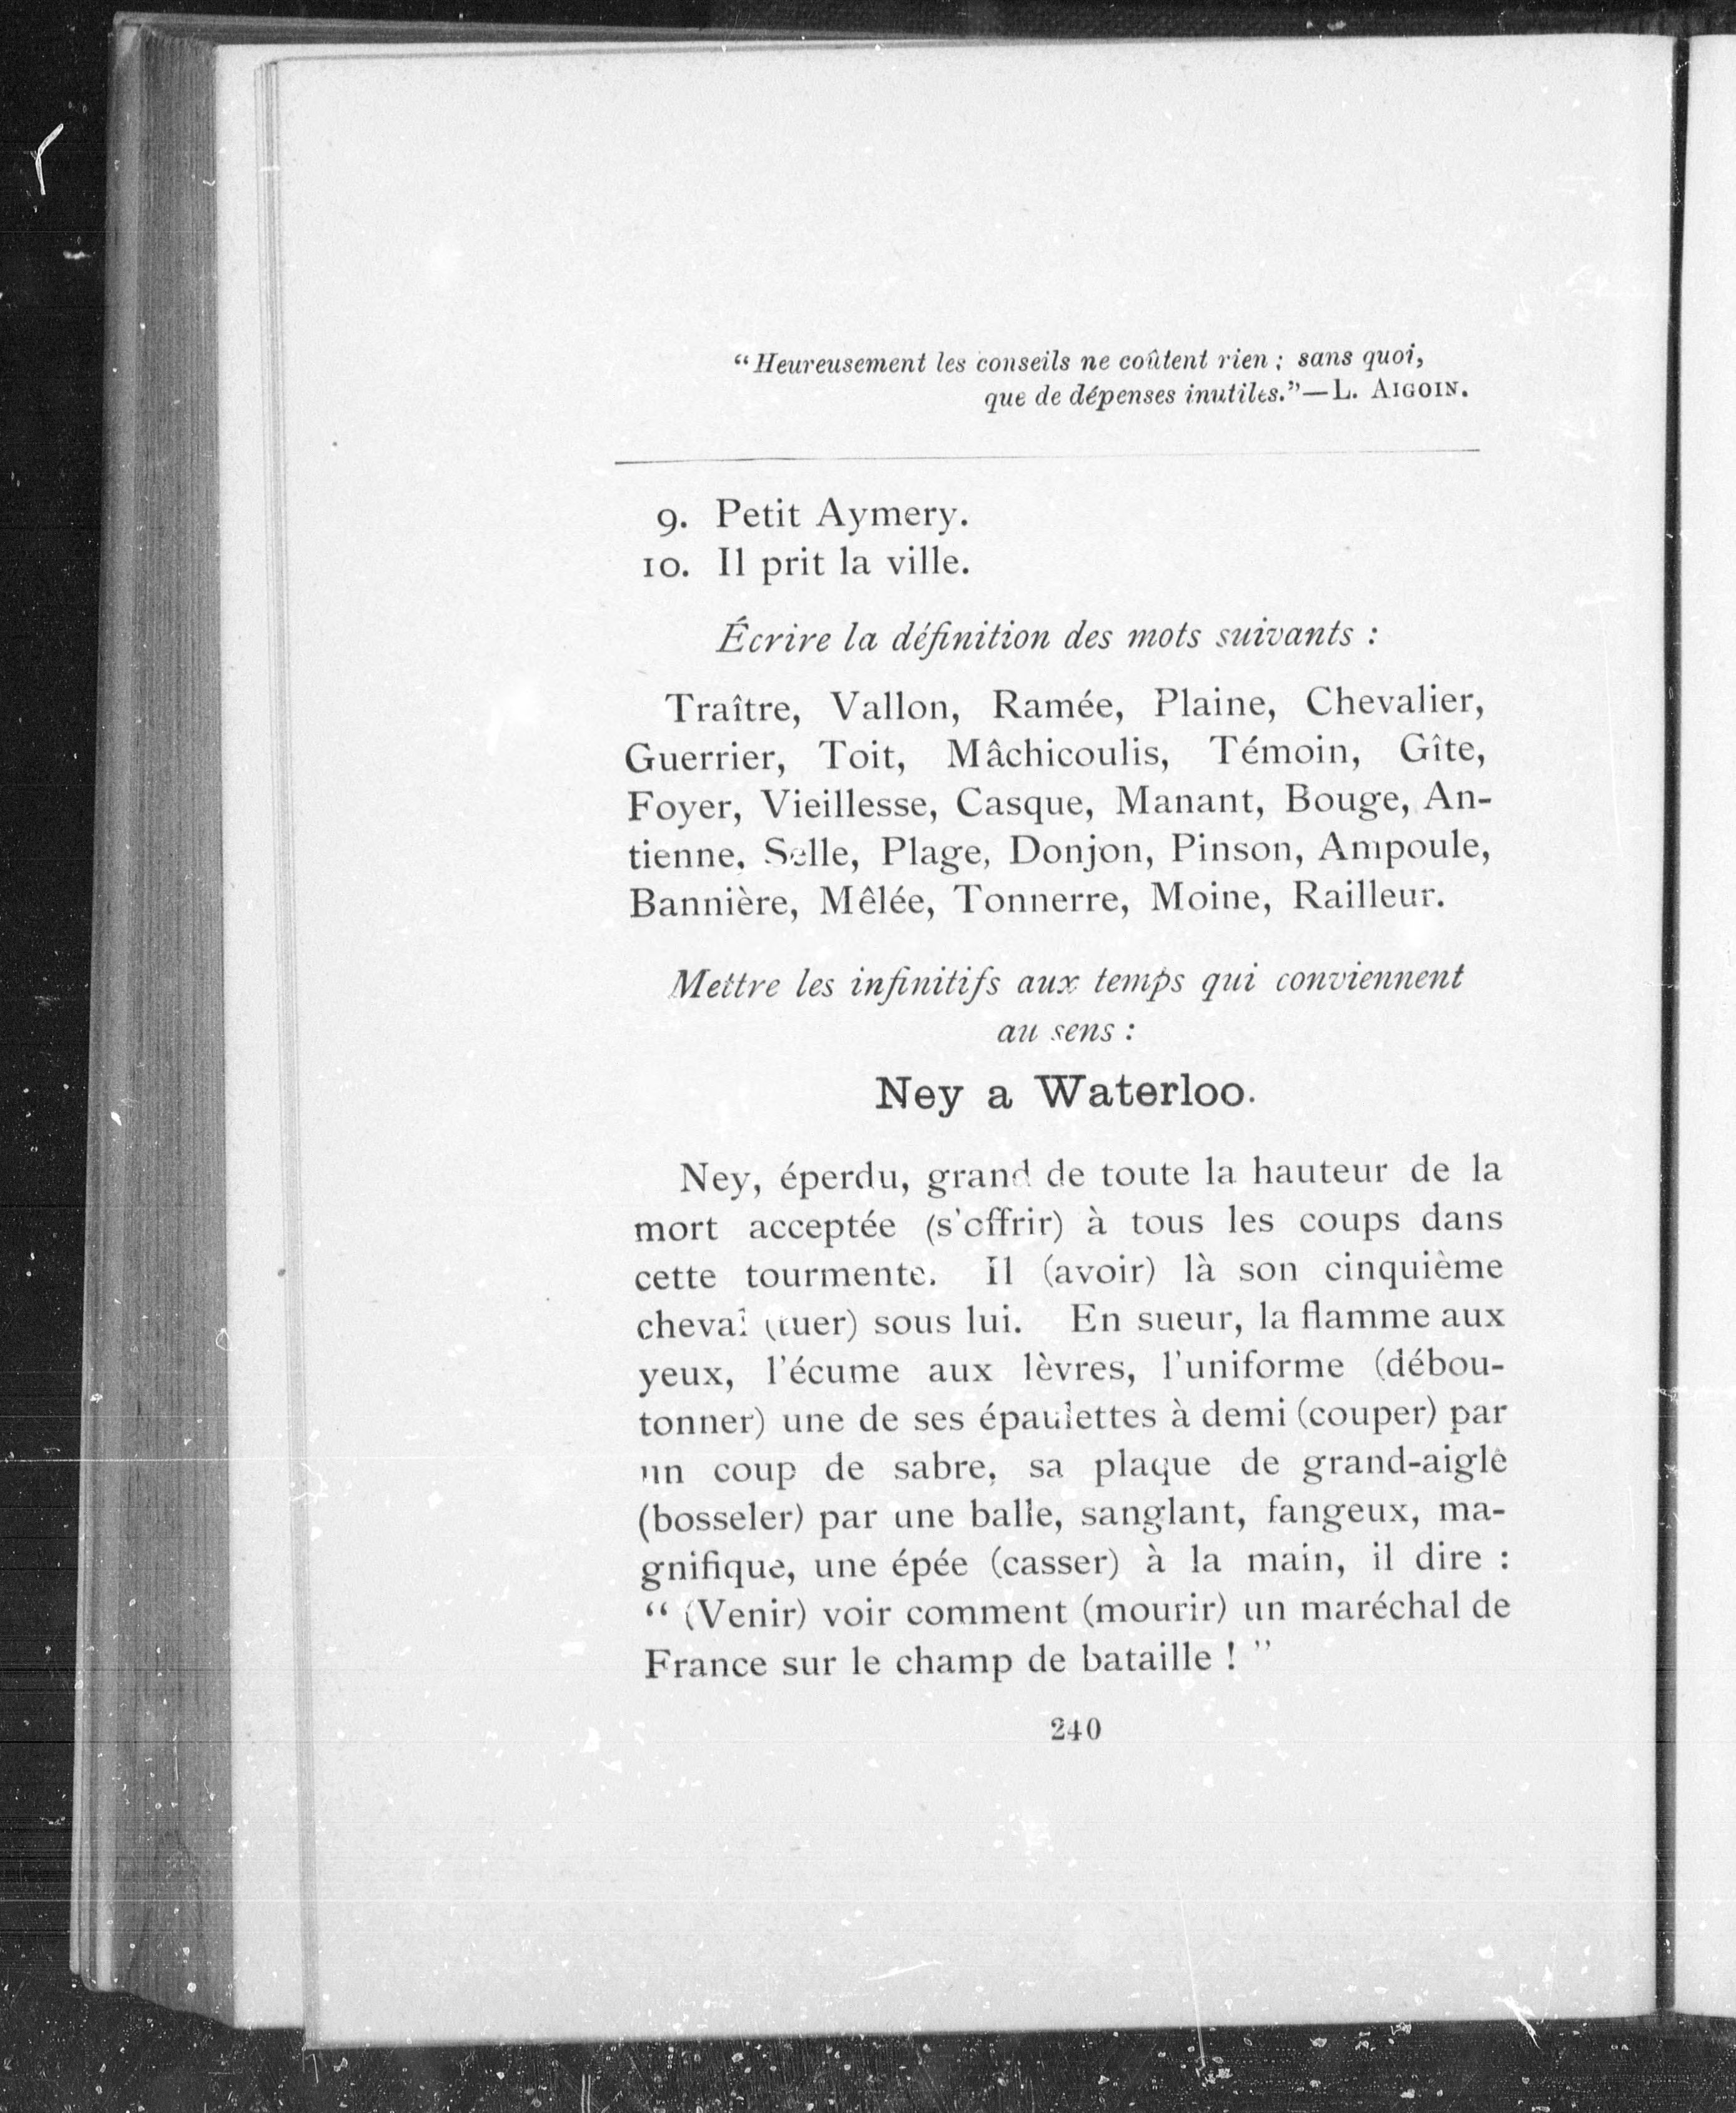 “Heureusement les conseils ne coûtent rien ; sans quoi,
que de dépenses inutiles.”—L. AIGOIN.
9. Petit Aymery.
10. Il prit la ville.
Écrire la définition des mots suivants :
Traître, Vallon, Ramée, Plaine, Chevalier,
Guerrier, Toit, Mâchicoulis, Témoin, Gîte,
Foyer, Vieillesse, Casque, Manant, Bouge, An-
tienne, Selle, Plage, Donjon, Pinson, Ampoule,
Bannière, Mêlée, Tonnerre, Moine, Railleur.
Mettre les infinitifs aux temps qui conviennent
au sens :
Ney a Waterloo.
Ney, éperdu, grand de toute la hauteur de la
mort acceptée (s'offrir) à tous les coups dans
cette tourmente. Il (avoir) là son cinquième
cheval (tuer) sous lui. En sueur, la flamme aux
yeux, l'écume aux lèvres, l'uniforme (débou-
tonner) une de ses épaulettes à demi (couper) par
un coup de sabre, sa plaque de grand-aigle
(bosseler) par une balle, sanglant, fangeux, ma-
gnifique, une épée (casser) à la main, il dire :
“ (Venir) voir comment (mourir) un maréchal de
France sur le champ de bataille ! ”
240